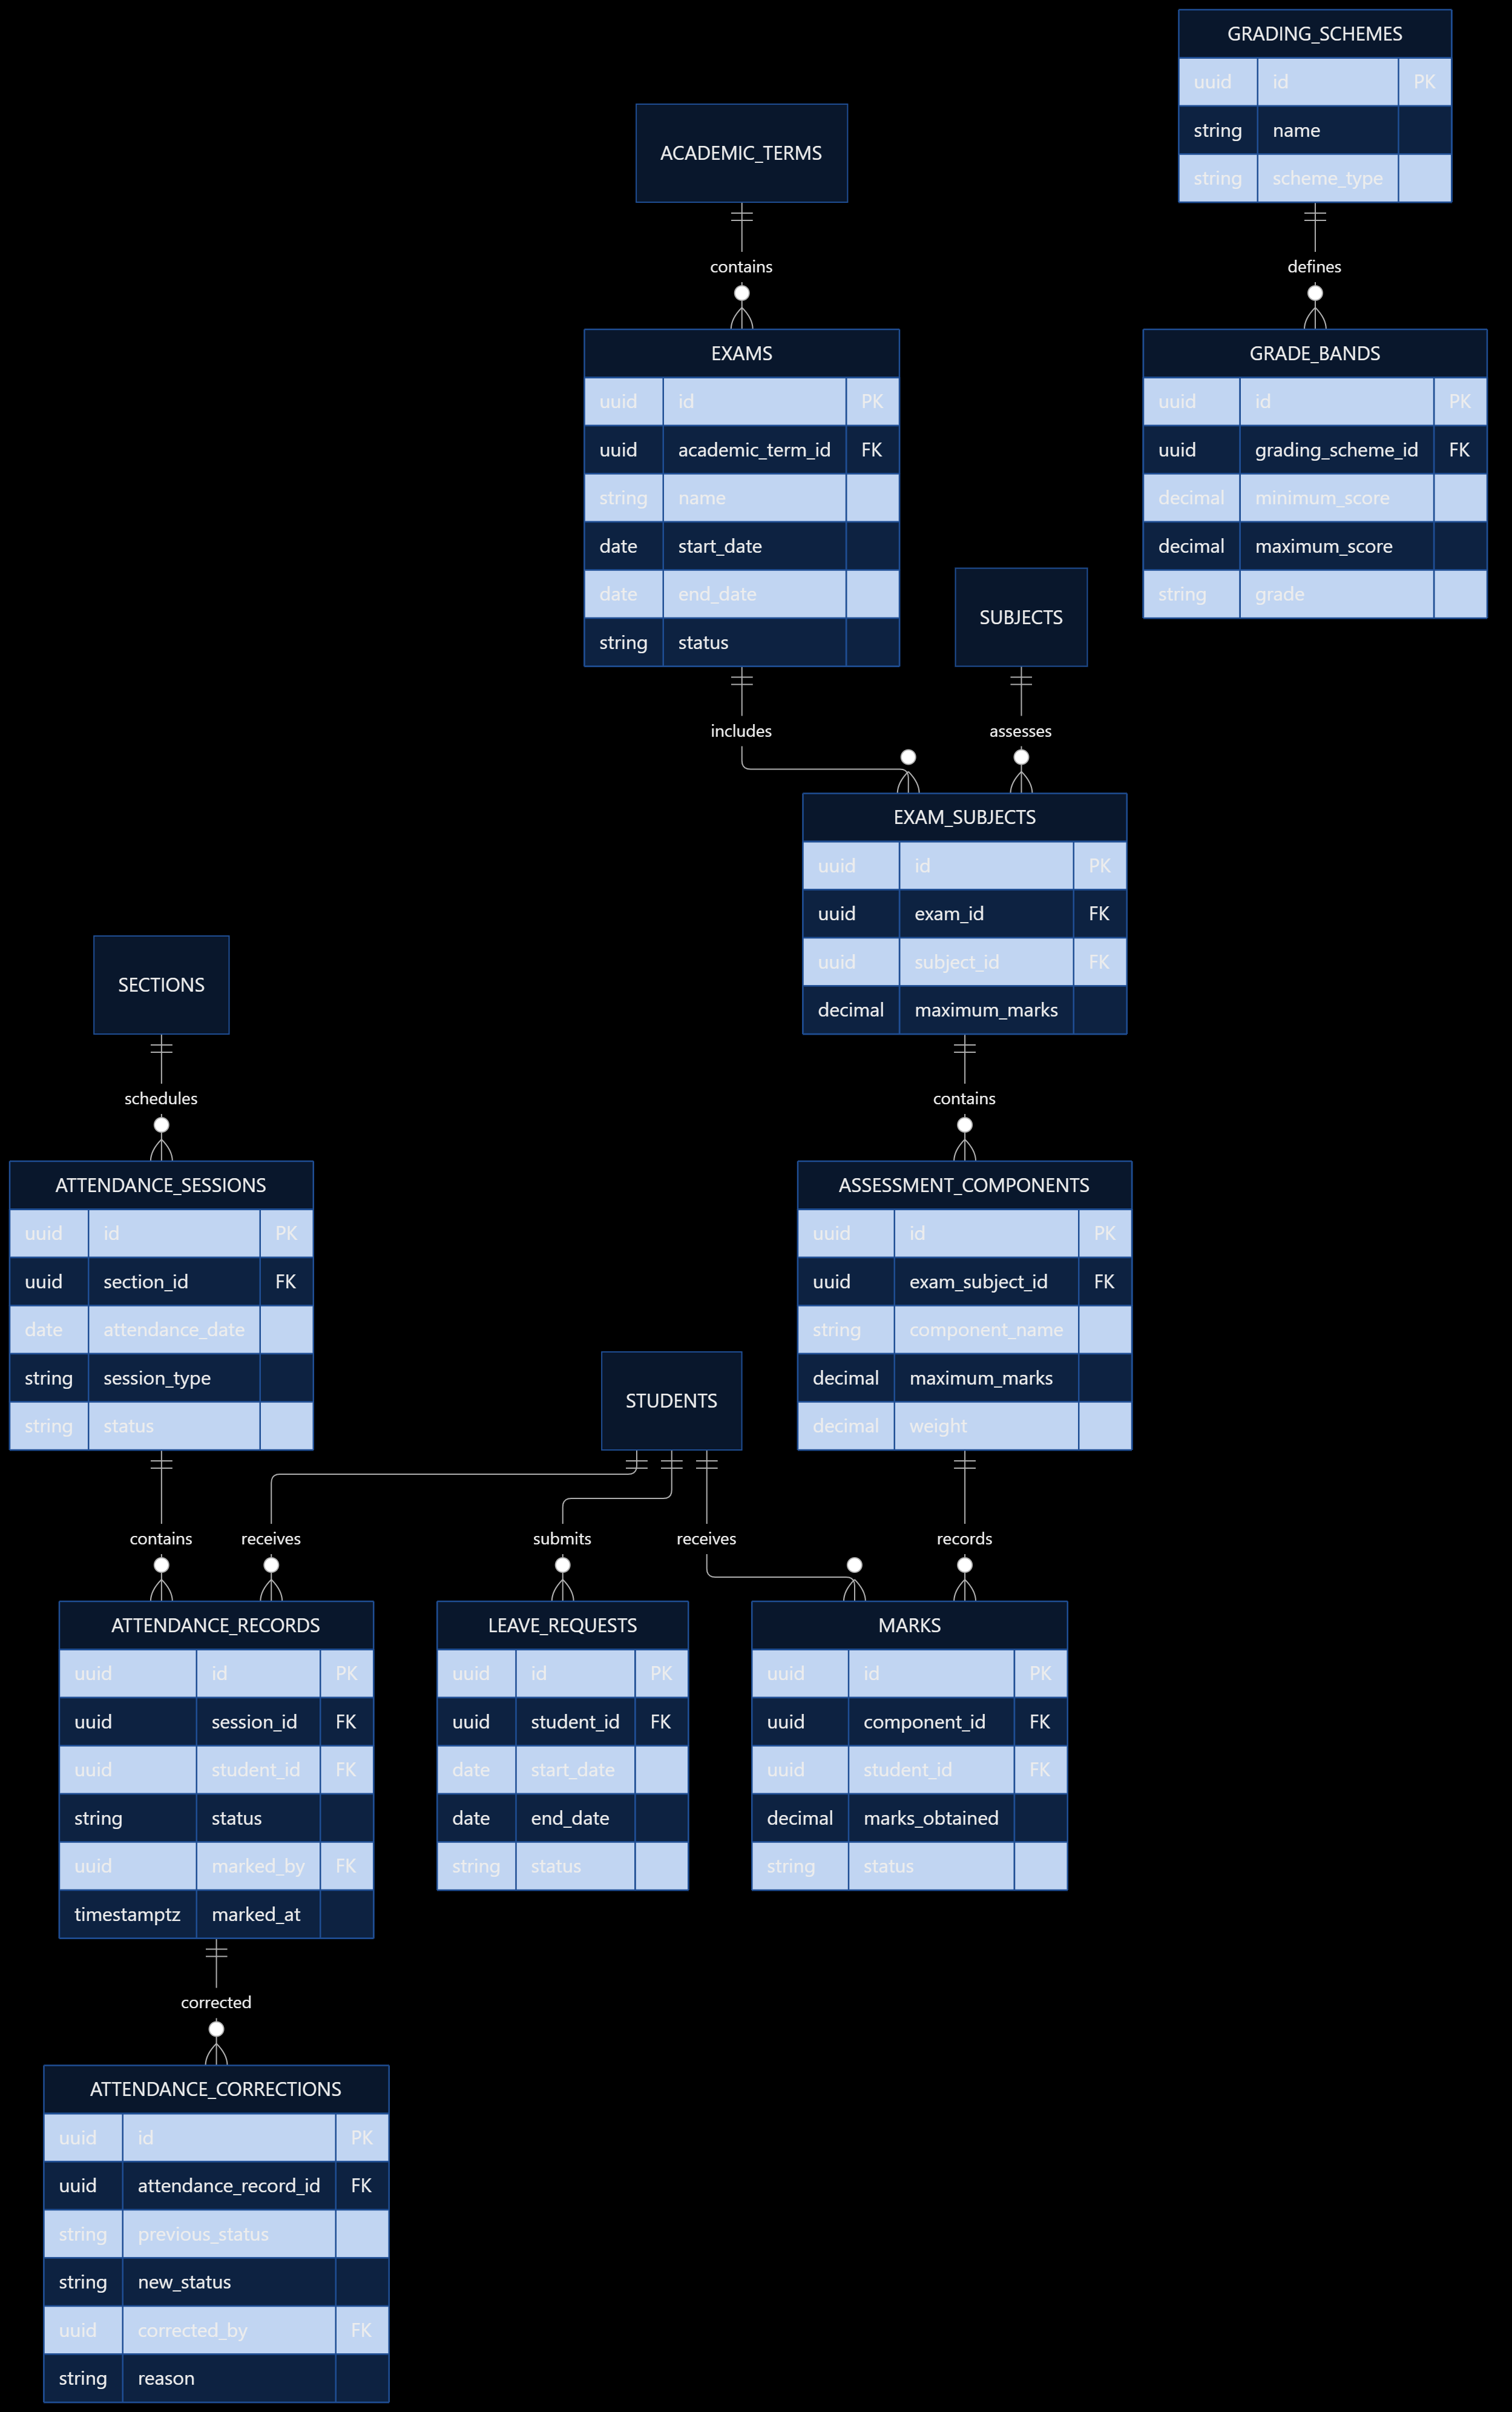 GRADING_SCHEMES
uuid id PK
string name
string scheme_type
ACADEMIC_TERMS
contains
defines
EXAMS
uuid id PK
uuid academic_term_id FK
string name
date start_date
date end_date
string status
GRADE_BANDS
uuid id PK
uuid grading_scheme_id FK
decimal minimum_score
decimal maximum_score
string grade
SUBJECTS
includes
assesses
EXAM_SUBJECTS
uuid id PK
uuid exam_id FK
uuid subject_id FK
decimal maximum_marks
SECTIONS
schedules
contains
ATTENDANCE_SESSIONS
uuid id PK
uuid section_id FK
date attendance_date
string session_type
string status
ASSESSMENT_COMPONENTS
uuid id PK
uuid exam_subject_id FK
string component_name
decimal maximum_marks
decimal weight
STUDENTS
contains
receives
submits
receives
records
ATTENDANCE_RECORDS
uuid id PK
uuid session_id FK
uuid student_id FK
string status
uuid marked_by FK
timestamptz marked_at
LEAVE_REQUESTS
uuid id PK
uuid student_id FK
date start_date
date end_date
string status
MARKS
uuid id PK
uuid component_id FK
uuid student_id FK
decimal marks_obtained
string status
corrected
ATTENDANCE_CORRECTIONS
uuid id PK
uuid attendance_record_id FK
string previous_status
string new_status
uuid corrected_by FK
string reason